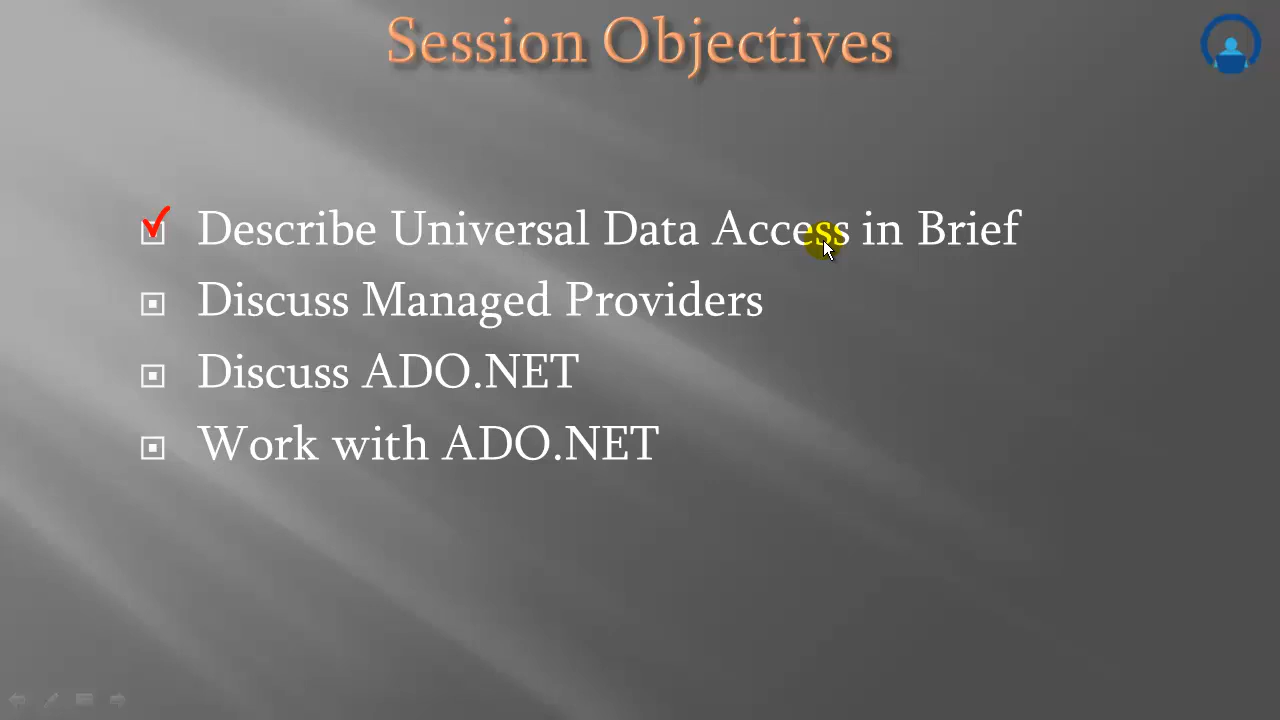 Session Objectives
Describe Universal Data Access in Brief
Discuss Managed Providers
Discuss ADO.NET
Work with ADO.NET